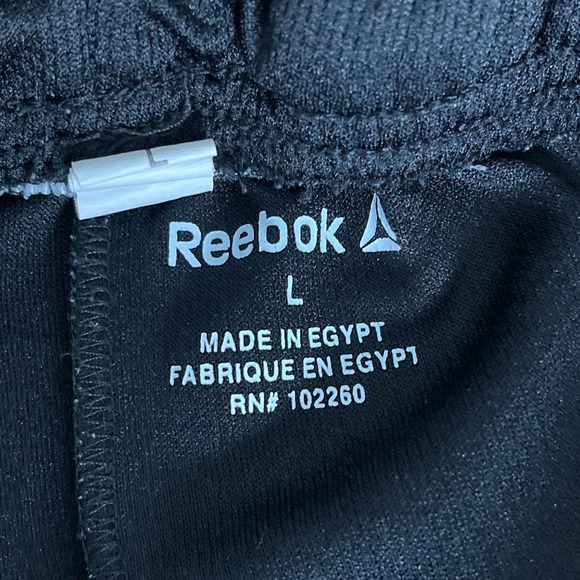 L
Reebok
L
MADE IN EGYPT
FABRIQUE EN EGYPT
RN# 102260